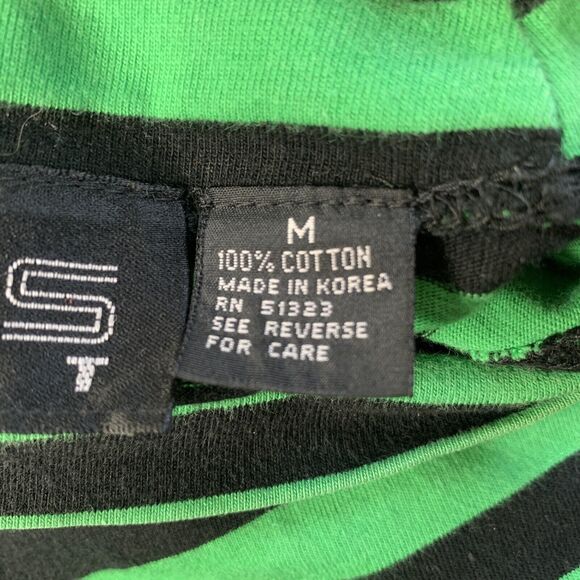 S
T
M
100% COTTON
MADE IN KOREA
RN 51323
SEE REVERSE
FOR CARE